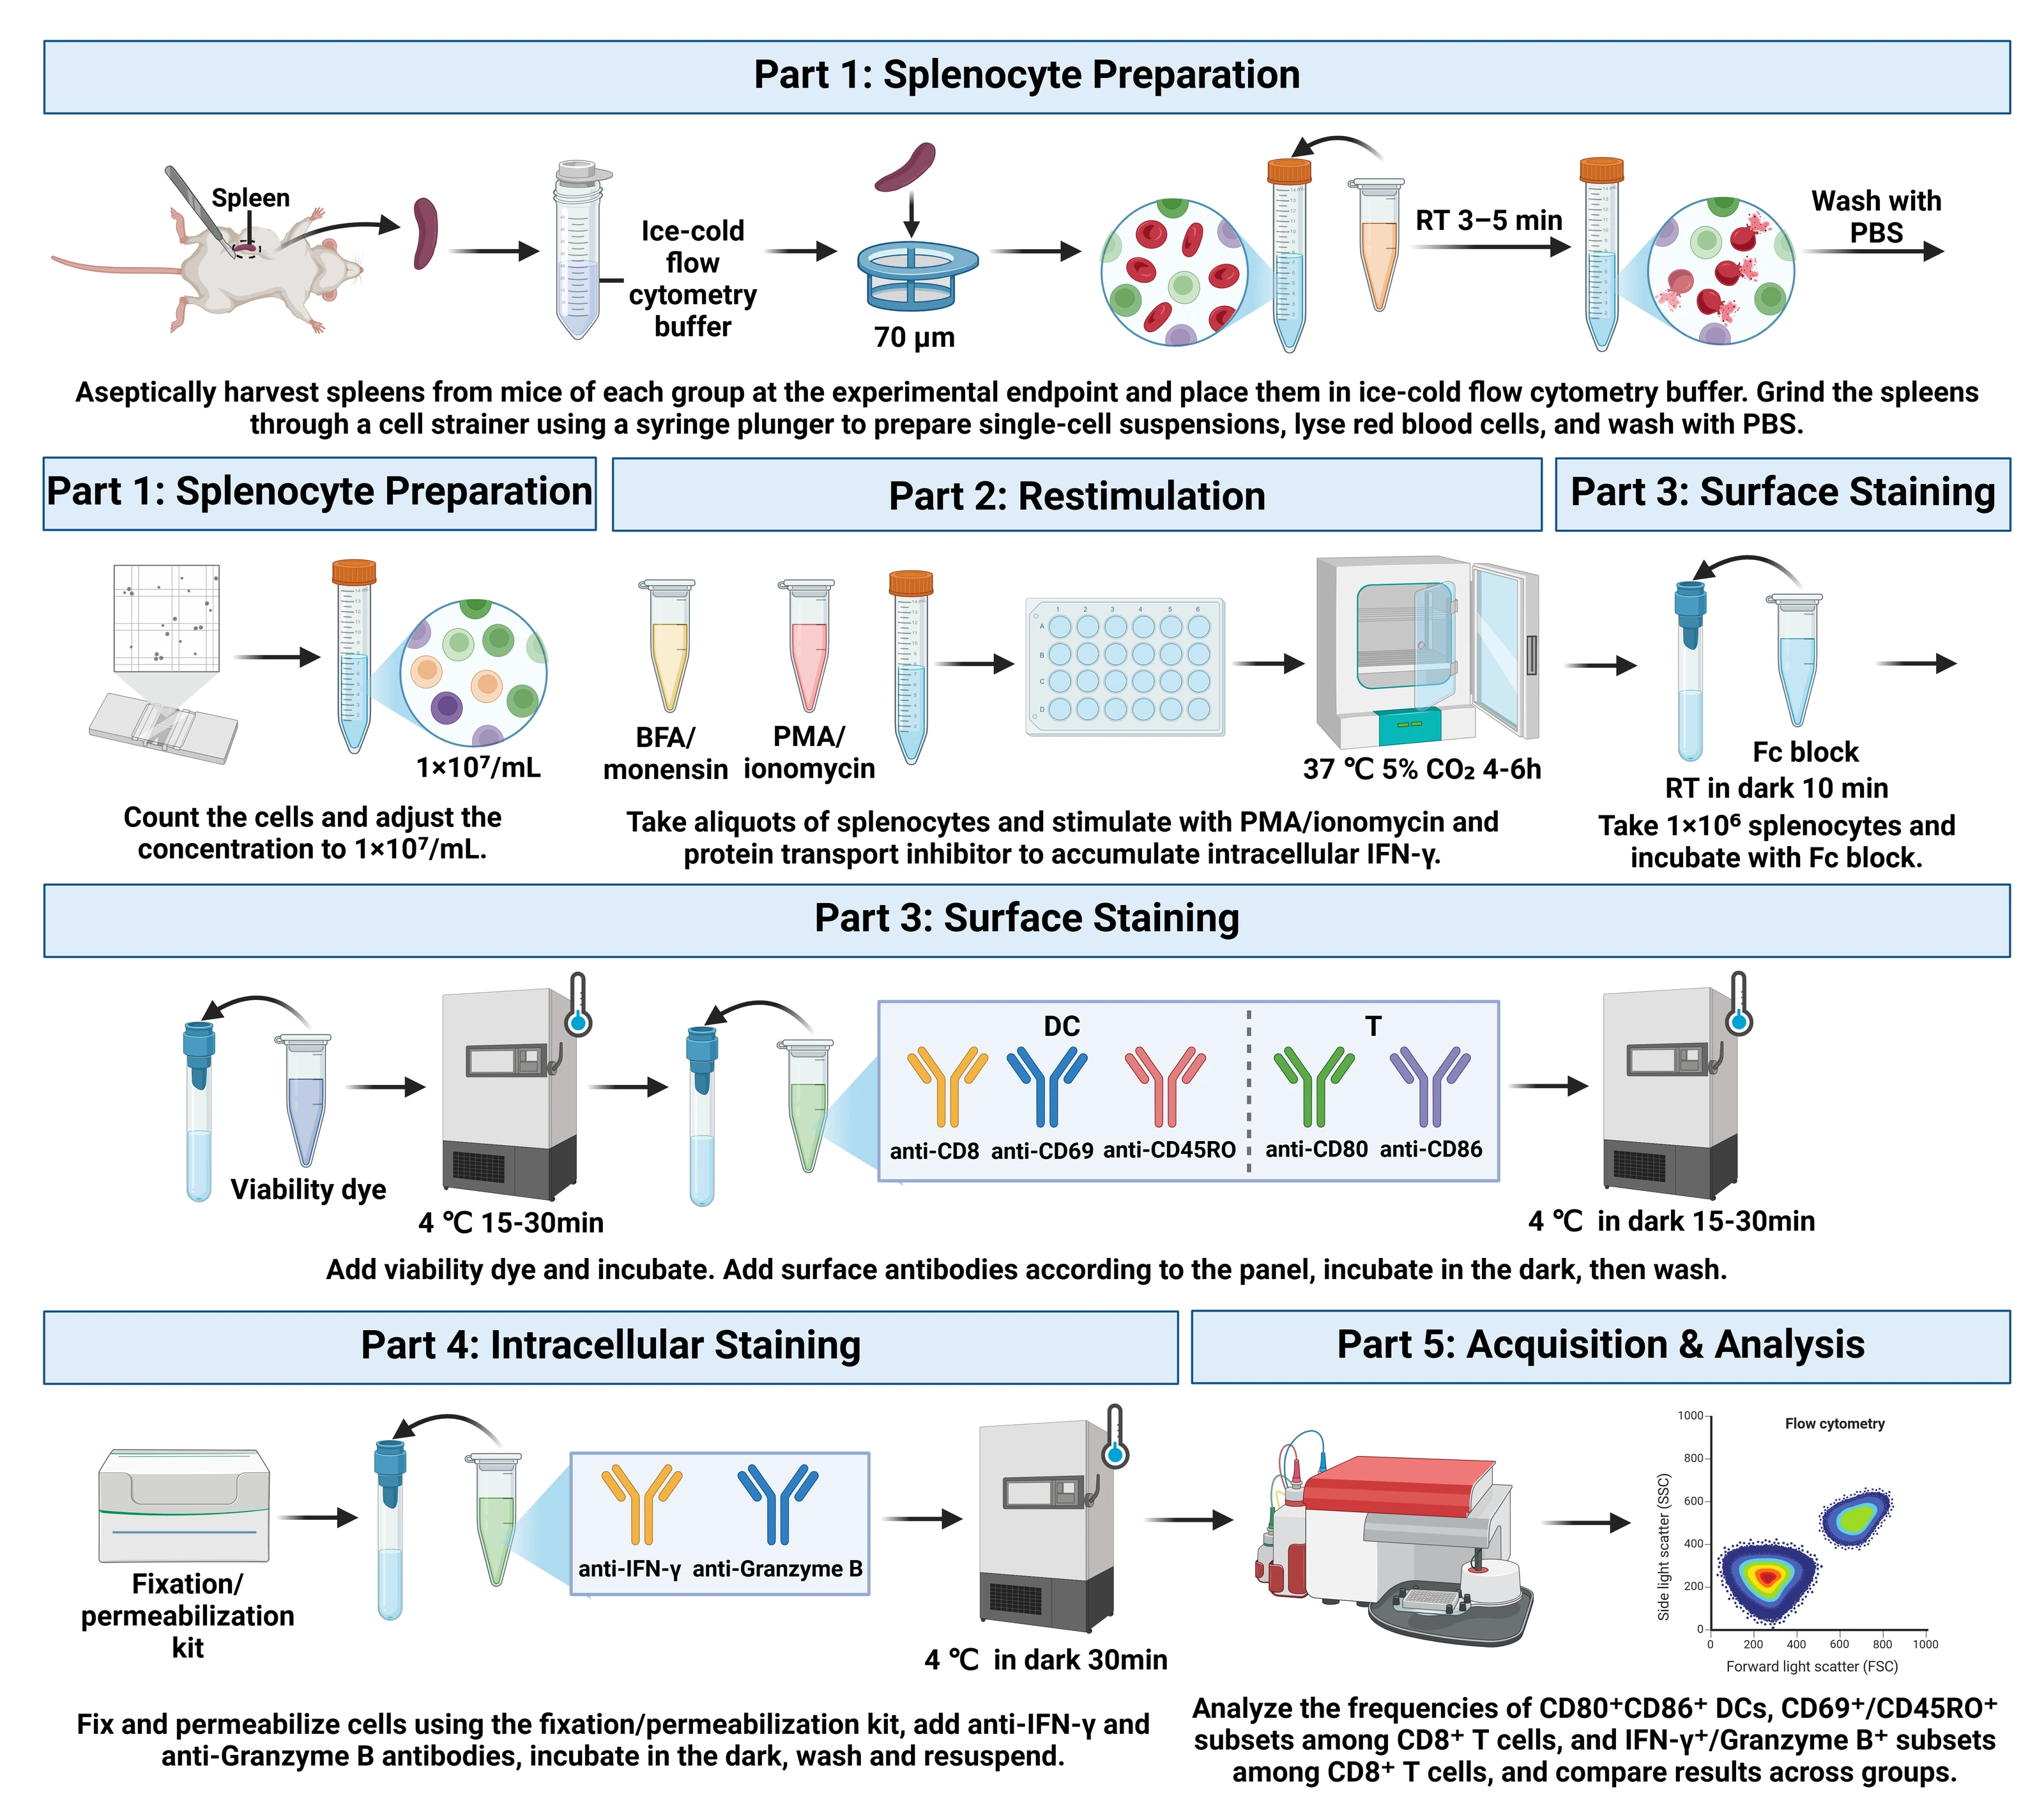 Part 1: Splenocyte Preparation
Spleen
Ice-cold
flow
cytometry
buffer
70 μm
RT 3–5 min
Wash with
PBS
Aseptically harvest spleens from mice of each group at the experimental endpoint and place them in ice-cold flow cytometry buffer. Grind the spleens
through a cell strainer using a syringe plunger to prepare single-cell suspensions, lyse red blood cells, and wash with PBS.
Part 1: Splenocyte Preparation
1×10⁷/mL
Count the cells and adjust the
concentration to 1×10⁷/mL.
Part 2: Restimulation
BFA/
monensin
PMA/
ionomycin
1 2 3 4 5 6
A
B
C
D
37 ℃ 5% CO₂ 4-6h
Take aliquots of splenocytes and stimulate with PMA/ionomycin and
protein transport inhibitor to accumulate intracellular IFN-γ.
Part 3: Surface Staining
Fc block
RT in dark 10 min
Take 1×10⁶ splenocytes and
incubate with Fc block.
Part 3: Surface Staining
Viability dye
4 ℃ 15-30min
DC
T
anti-CD8 anti-CD69 anti-CD45RO anti-CD80 anti-CD86
4 ℃ in dark 15-30min
Add viability dye and incubate. Add surface antibodies according to the panel, incubate in the dark, then wash.
Part 4: Intracellular Staining
Fixation/
permeabilization
kit
anti-IFN-γ anti-Granzyme B
4 ℃ in dark 30min
Fix and permeabilize cells using the fixation/permeabilization kit, add anti-IFN-γ and
anti-Granzyme B antibodies, incubate in the dark, wash and resuspend.
Part 5: Acquisition & Analysis
Flow cytometry
Side light scatter (SSC)
1000
800
600
400
200
0
0 200 400 600 800 1000
Forward light scatter (FSC)
Analyze the frequencies of CD80⁺CD86⁺ DCs, CD69⁺/CD45RO⁺
subsets among CD8⁺ T cells, and IFN-γ⁺/Granzyme B⁺ subsets
among CD8⁺ T cells, and compare results across groups.